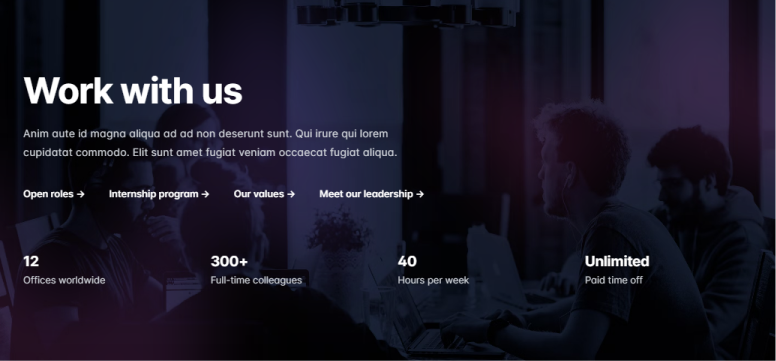 Work with us
Anim aute id magna aliqua ad ad non deserunt sunt. Qui irure qui lorem
cupidatat commodo. Elit sunt amet fugiat veniam occaecat fugiat aliqua.
Open roles → Internship program → Our values → Meet our leadership →
12 300+ 40 Unlimited
Offices worldwide Full-time colleagues Hours per week Paid time off